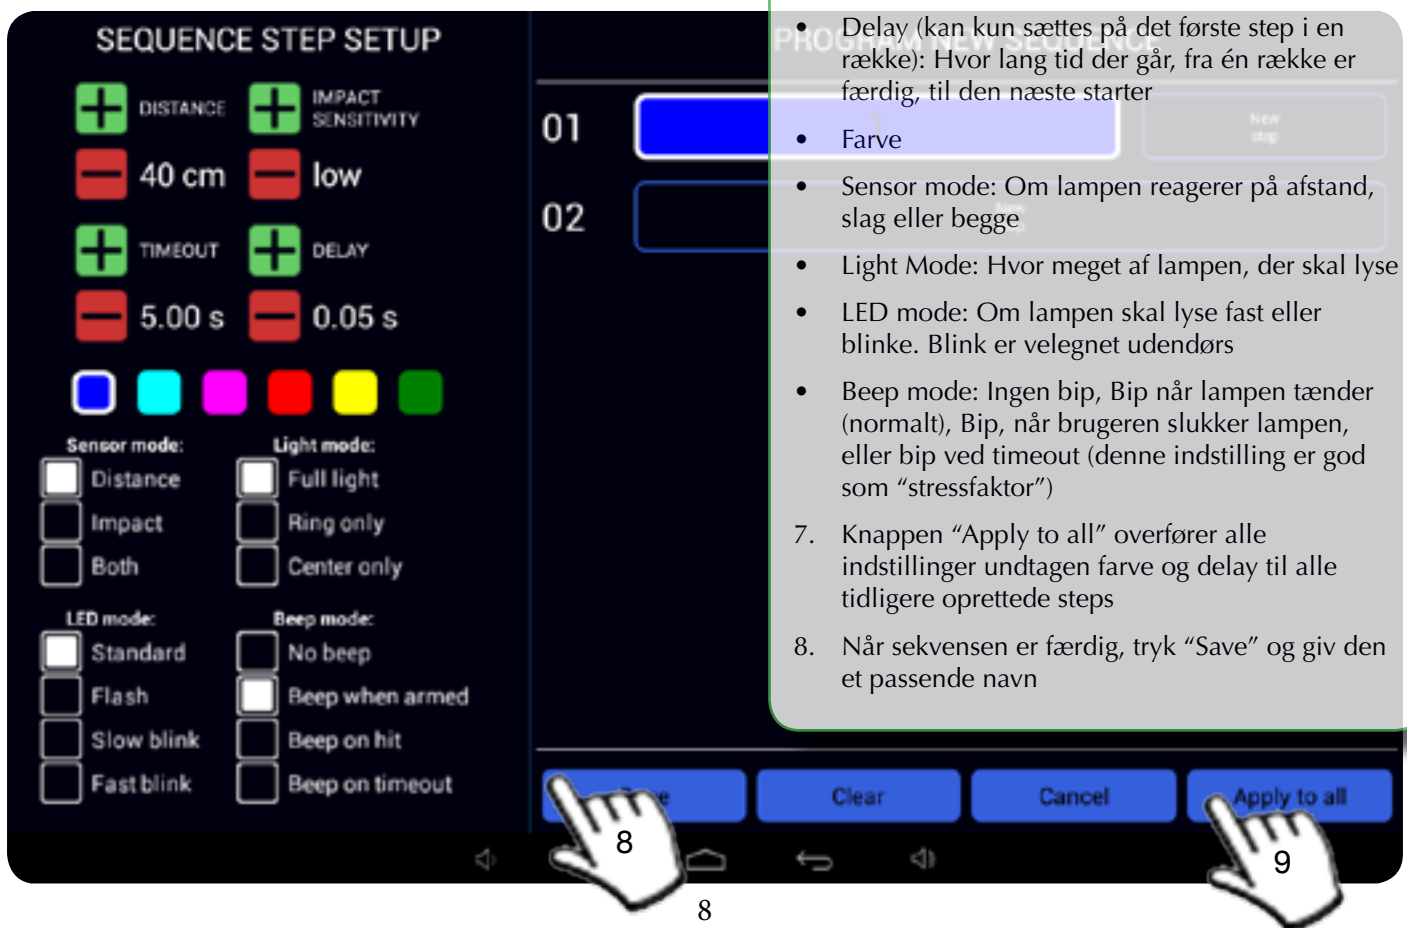 SEQUENCE STEP SETUP
DISTANCE
IMPACT
SENSITIVITY
40 cm
low
TIMEOUT
DELAY
5.00 s
0.05 s
Sensor mode:
Light mode:
Distance
Full light
Impact
Ring only
Both
Center only
LED mode:
Beep mode:
Standard
No beep
Flash
Beep when armed
Slow blink
Beep on hit
Fast blink
Beep on timeout
PROGRAM NEW SEQUENCE
01
1
New
step
02
New
• Delay (kan kun sættes på det første step i en
række): Hvor lang tid der går, fra én række er
færdig, til den næste starter
• Farve
• Sensor mode: Om lampen reagerer på afstand,
slag eller begge
• Light Mode: Hvor meget af lampen, der skal lyse
• LED mode: Om lampen skal lyse fast eller
blinke. Blink er velegnet udendørs
• Beep mode: Ingen bip, Bip når lampen tænder
(normalt), Bip, når brugeren slukker lampen,
eller bip ved timeout (denne indstilling er god
som “stressfaktor”)
7. Knappen “Apply to all” overfører alle
indstillinger undtagen farve og delay til alle
tidligere oprettede steps
8. Når sekvensen er færdig, tryk “Save” og giv den
et passende navn
Clear
Cancel
Apply to all
8
9
8